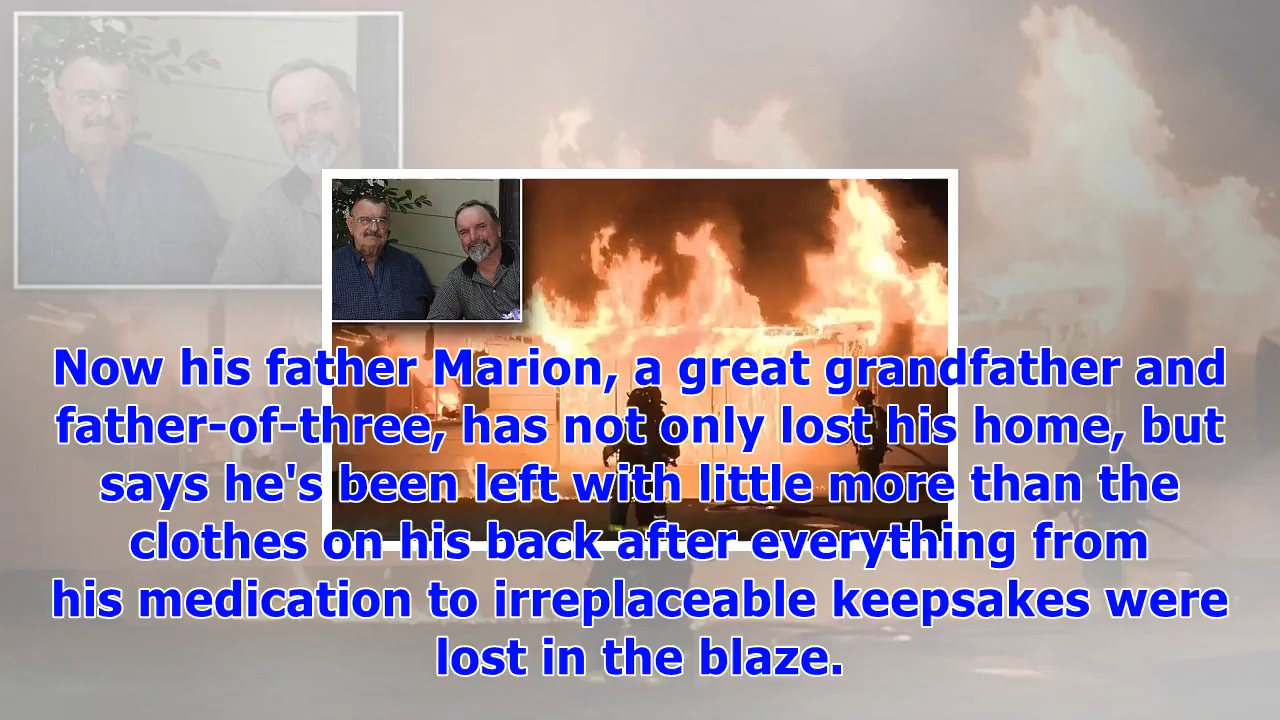 Now his father Marion, a great grandfather and
father-of-three, has not only lost his home, but
says he's been left with little more than the
clothes on his back after everything from
his medication to irreplaceable keepsakes were
lost in the blaze.